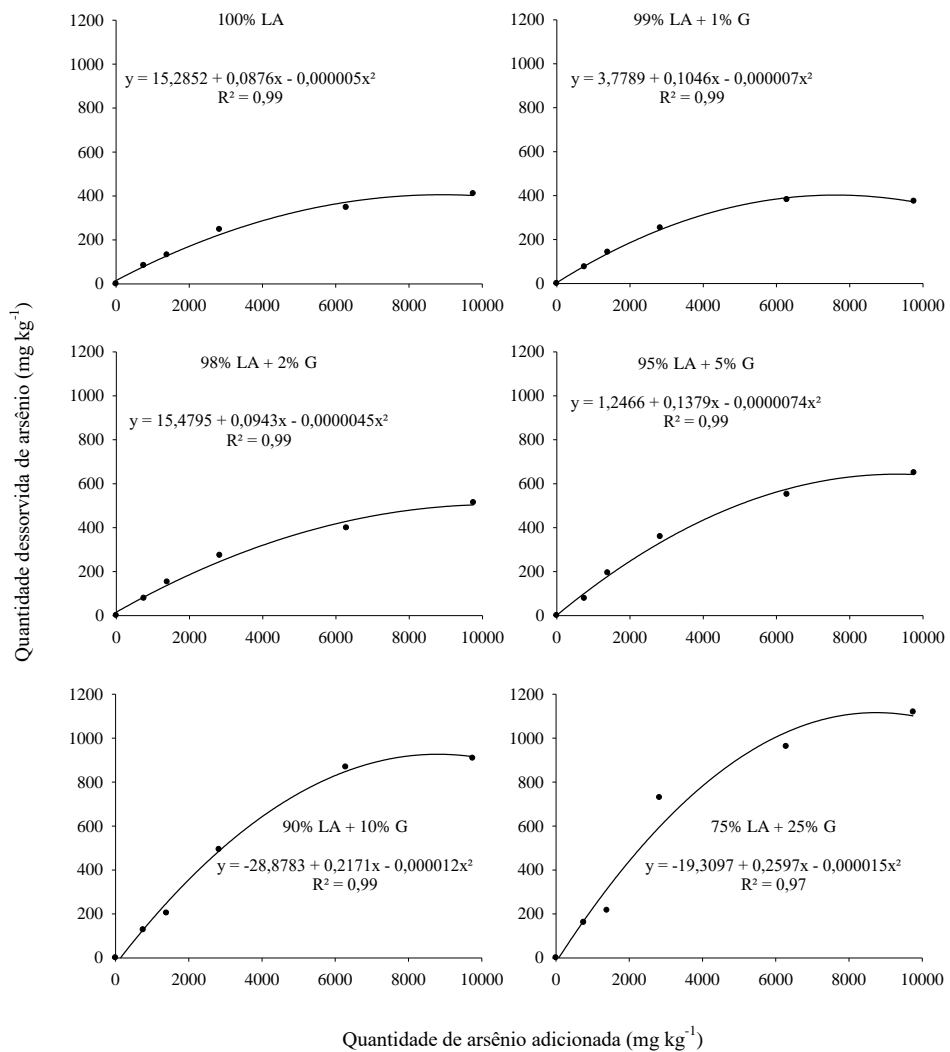 Quantidade dessorvida de arsênio (mg kg⁻¹)
100% LA
y = 15,2852 + 0,0876x - 0,000005x²
R² = 0,99
1200
1000
800
600
400
200
0
0 2000 4000 6000 8000 10000
99% LA + 1% G
y = 3,7789 + 0,1046x - 0,000007x²
R² = 0,99
1200
1000
800
600
400
200
0
0 2000 4000 6000 8000 10000
98% LA + 2% G
y = 15,4795 + 0,0943x - 0,0000045x²
R² = 0,99
1200
1000
800
600
400
200
0
0 2000 4000 6000 8000 10000
95% LA + 5% G
y = 1,2466 + 0,1379x - 0,0000074x²
R² = 0,99
1200
1000
800
600
400
200
0
0 2000 4000 6000 8000 10000
1200
1000
800
600
400
200
0
90% LA + 10% G
y = -28,8783 + 0,2171x - 0,000012x²
R² = 0,99
0 2000 4000 6000 8000 10000
1200
1000
800
600
400
200
0
75% LA + 25% G
y = -19,3097 + 0,2597x - 0,000015x²
R² = 0,97
0 2000 4000 6000 8000 10000
Quantidade de arsênio adicionada (mg kg⁻¹)